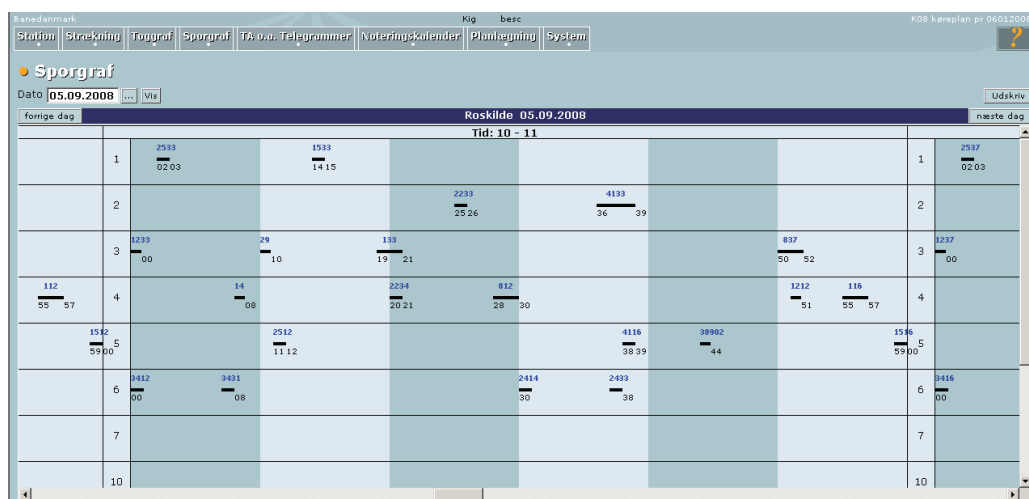 Banedanmark Kig besc K08 køreplan pr 06012008
Station Strækning Toggraf Sporgraf TA o.a. Telegrammer Noteringskalender Planlægning System ?
Sporgraf
Dato 05.09.2008 ... Vis Udskriv
forrige dag Roskilde 05.09.2008 næste dag
Tid: 10 - 11
2533 1533 2537
1 1
02 03 14 15 02 03
2233 4133
2 2
25 26 36 39
1233 29 133 837 1237
3 3
00 10 19 21 50 52 00
112 14 2234 812 1212 116
4 4
55 57 08 20 21 28 30 51 55 57
1512 2512 4116 38902 1516
5 5
59 00 11 12 38 39 44 59 00
3412 3431 2414 2433 3416
6 6
00 08 30 38 00
7 7
10 10